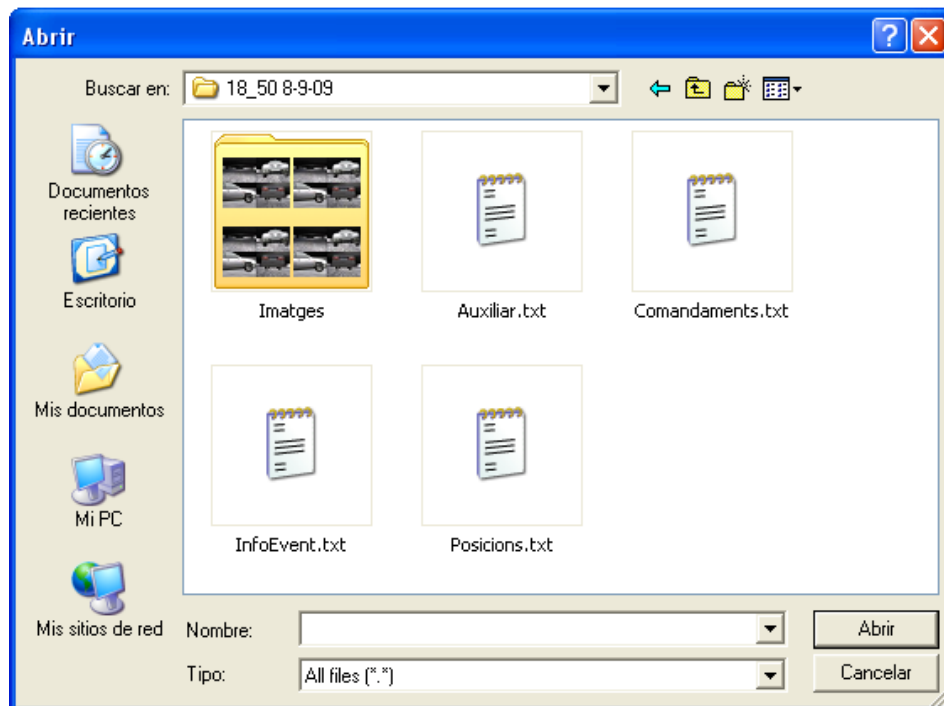 Abrir
Buscar en: 18_50 8-9-09
Documentos
recientes
Escritorio
Mis documentos
Mi PC
Mis sitios de red
Imatges
Auxiliar.txt
Comandaments.txt
InfoEvent.txt
Posicions.txt
Nombre:
Abrir
Tipo: All files (*.*)
Cancelar